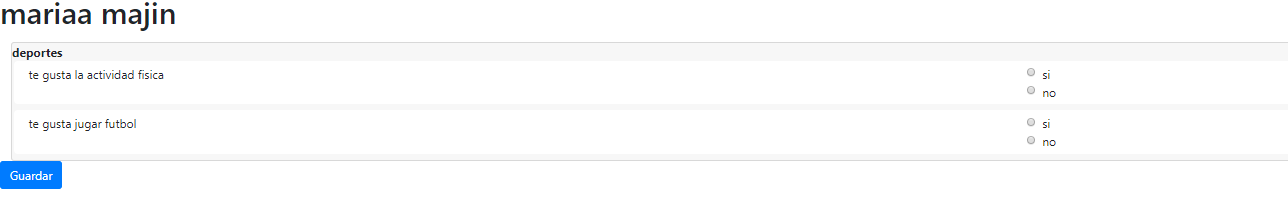 mariaa majin
deportes
te gusta la actividad fisica
si
no
te gusta jugar futbol
si
no
Guardar